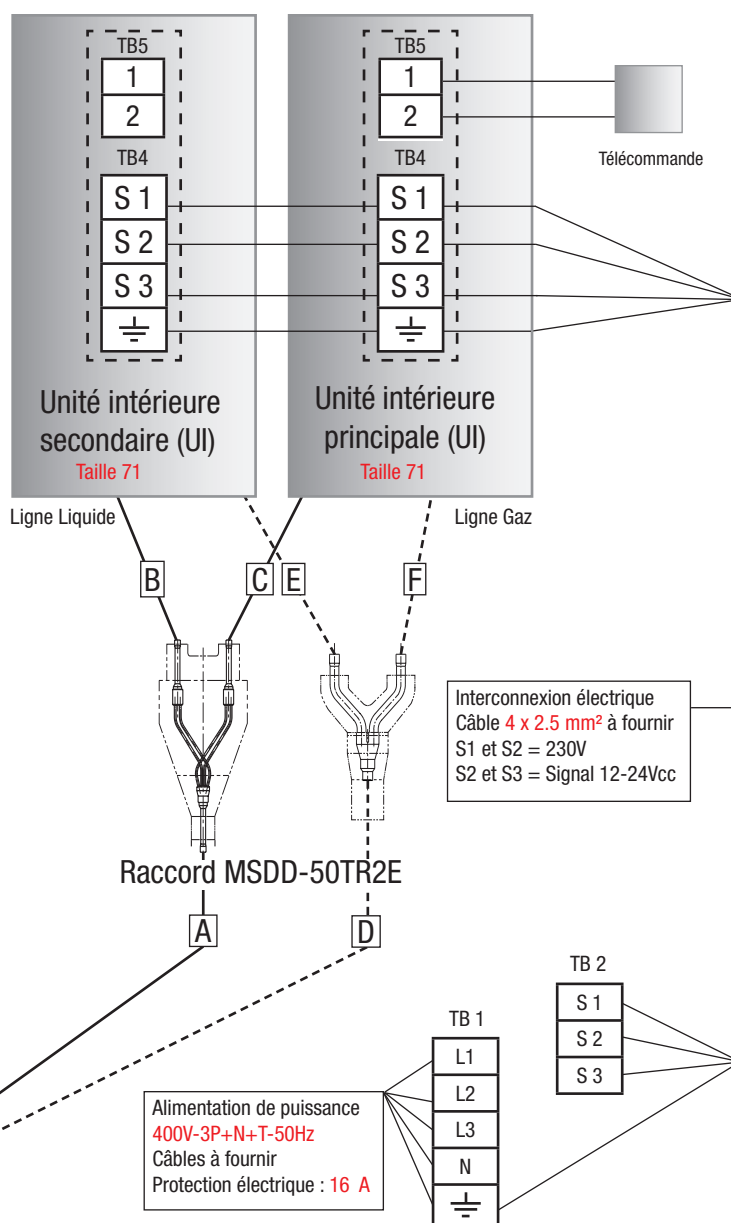 TB5
1
2
TB4
S 1
S 2
S 3
Unité intérieure
secondaire (UI)
Taille 71
TB5
1
2
TB4
S 1
S 2
S 3
Unité intérieure
principale (UI)
Taille 71
Télécommande
Ligne Liquide
Ligne Gaz
B
C
E
F
Interconnexion électrique
Câble 4 x 2.5 mm² à fournir
S1 et S2 = 230V
S2 et S3 = Signal 12-24Vcc
Raccord MSDD-50TR2E
A
D
TB 2
S 1
S 2
S 3
TB 1
L1
L2
L3
N
Alimentation de puissance
400V-3P+N+T-50Hz
Câbles à fournir
Protection électrique : 16 A